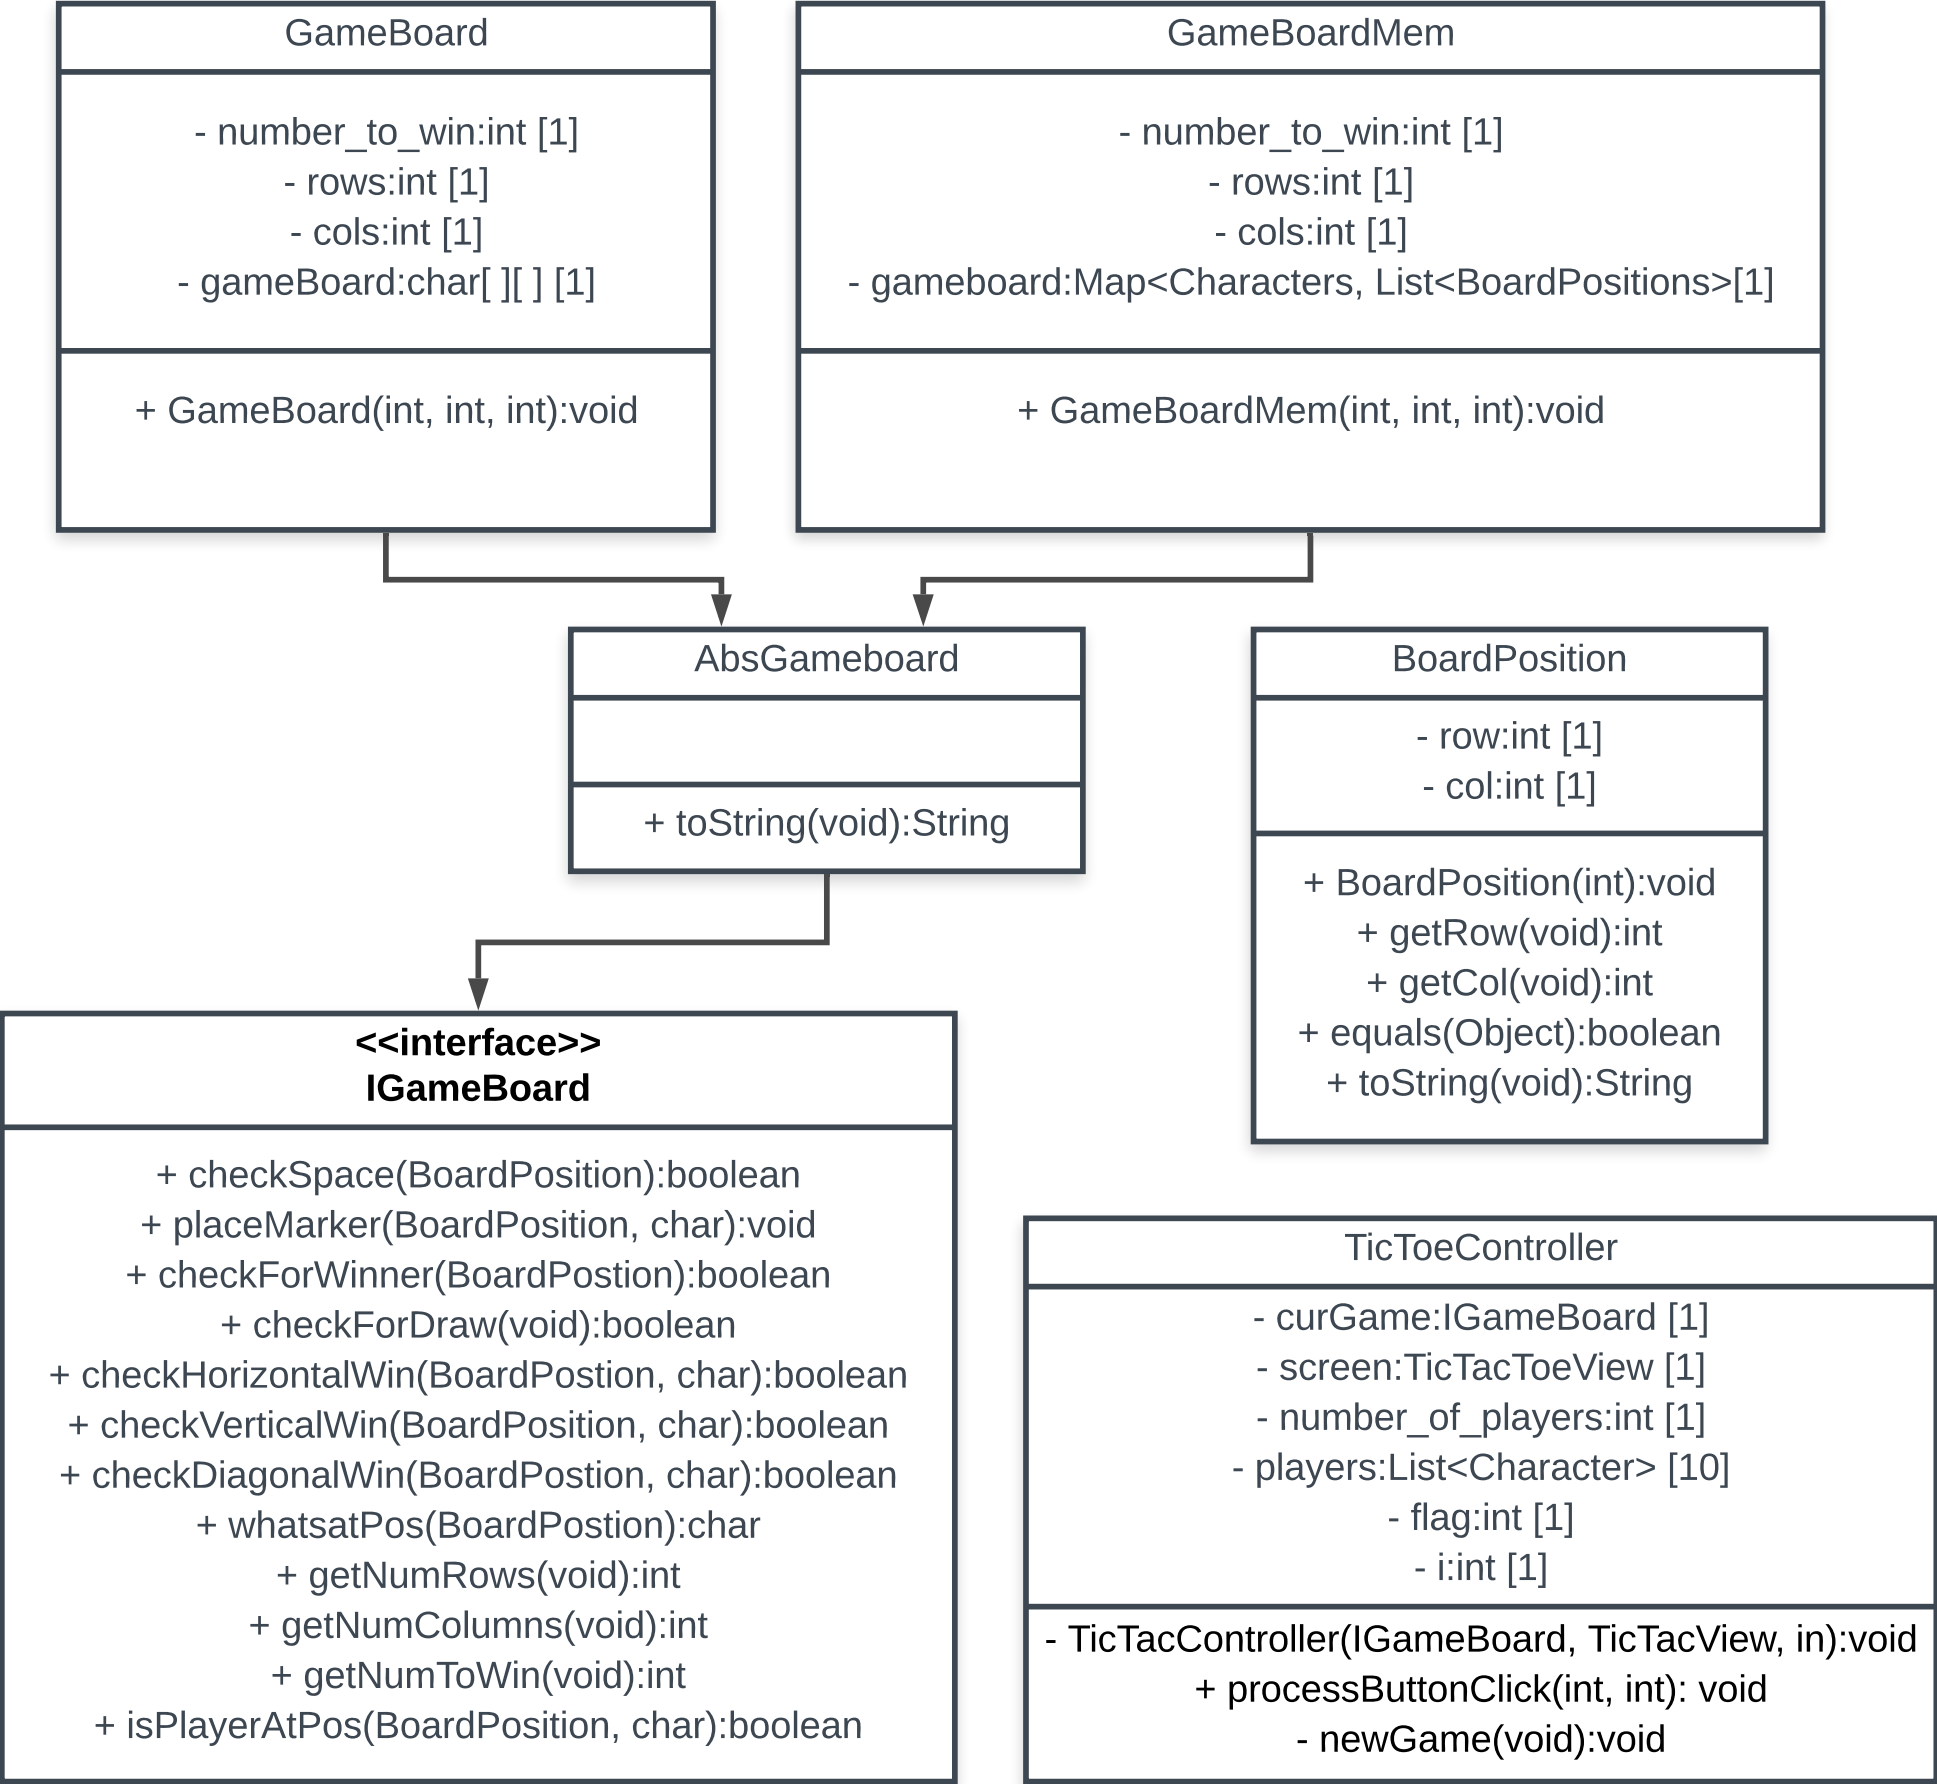 GameBoard
- number_to_win:int [1]
- rows:int [1]
- cols:int [1]
- gameBoard:char[ ][ ] [1]
+ GameBoard(int, int, int):void
GameBoardMem
- number_to_win:int [1]
- rows:int [1]
- cols:int [1]
- gameboard:Map<Characters, List<BoardPositions>[1]
+ GameBoardMem(int, int, int):void
AbsGameboard
+ toString(void):String
BoardPosition
- row:int [1]
- col:int [1]
+ BoardPosition(int):void
+ getRow(void):int
+ getCol(void):int
+ equals(Object):boolean
+ toString(void):String
<<interface>>
IGameBoard
+ checkSpace(BoardPosition):boolean
+ placeMarker(BoardPosition, char):void
+ checkForWinner(BoardPostion):boolean
+ checkForDraw(void):boolean
+ checkHorizontalWin(BoardPostion, char):boolean
+ checkVerticalWin(BoardPosition, char):boolean
+ checkDiagonalWin(BoardPostion, char):boolean
+ whatsatPos(BoardPostion):char
+ getNumRows(void):int
+ getNumColumns(void):int
+ getNumToWin(void):int
+ isPlayerAtPos(BoardPosition, char):boolean
TicToeController
- curGame:IGameBoard [1]
- screen:TicTacToeView [1]
- number_of_players:int [1]
- players:List<Character> [10]
- flag:int [1]
- i:int [1]
- TicTacController(IGameBoard, TicTacView, in):void
+ processButtonClick(int, int): void
- newGame(void):void